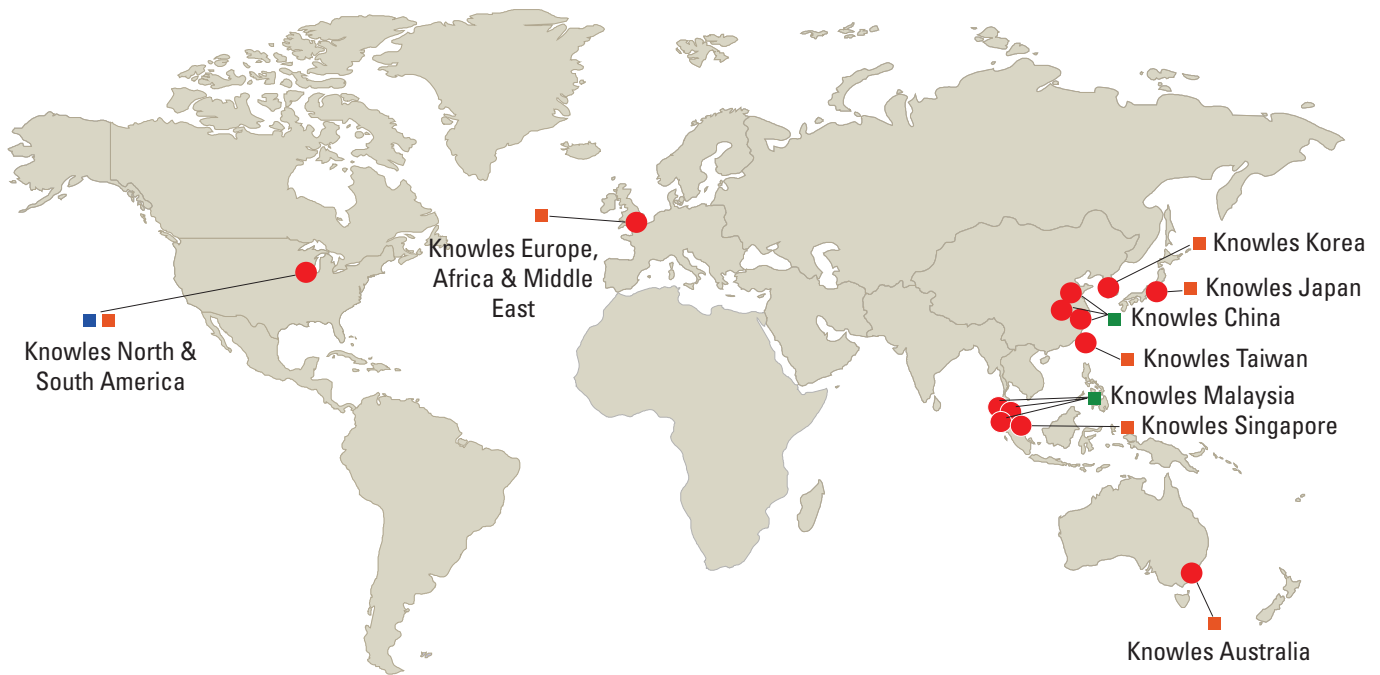 Knowles Europe,
Africa & Middle
East
Knowles North &
South America
Knowles Korea
Knowles Japan
Knowles China
Knowles Taiwan
Knowles Malaysia
Knowles Singapore
Knowles Australia